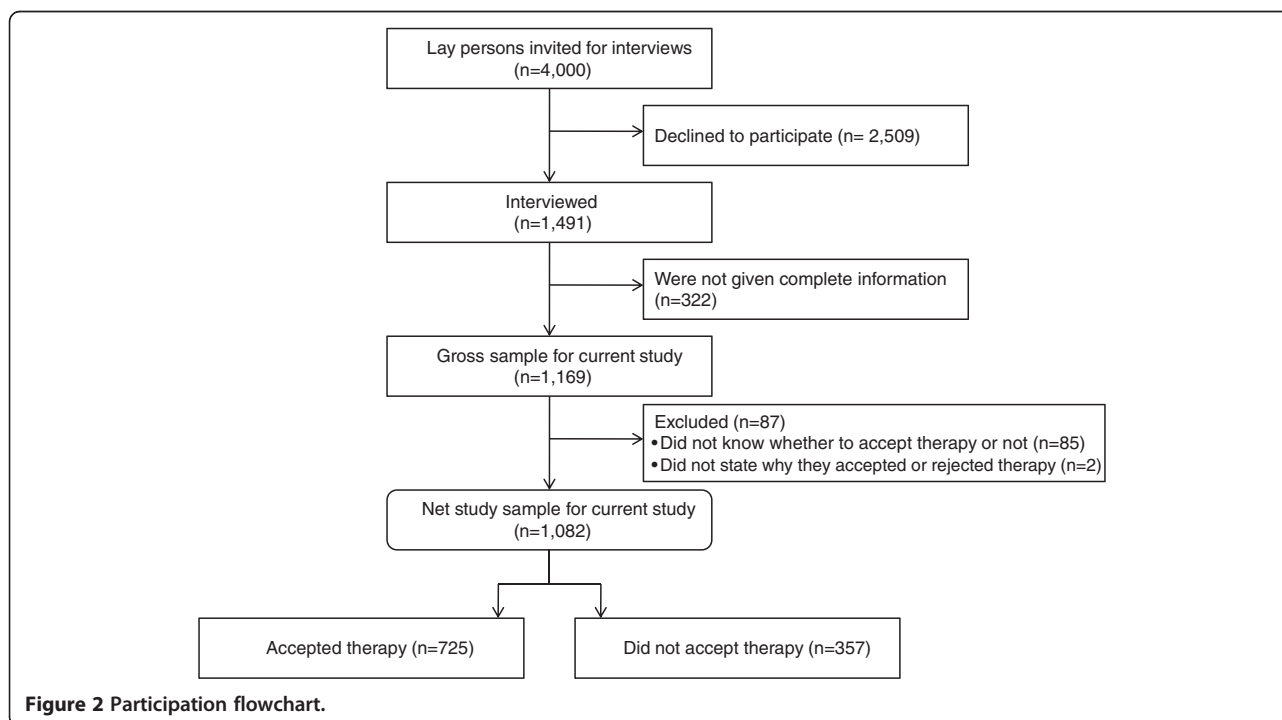 Lay persons invited for interviews
(n=4,000)
Declined to participate (n= 2,509)
Interviewed
(n=1,491)
Were not given complete information
(n=322)
Gross sample for current study
(n=1,169)
Excluded (n=87)
•Did not know whether to accept therapy or not (n=85)
•Did not state why they accepted or rejected therapy (n=2)
Net study sample for current study
(n=1,082)
Accepted therapy (n=725)
Did not accept therapy (n=357)
Figure 2 Participation flowchart.